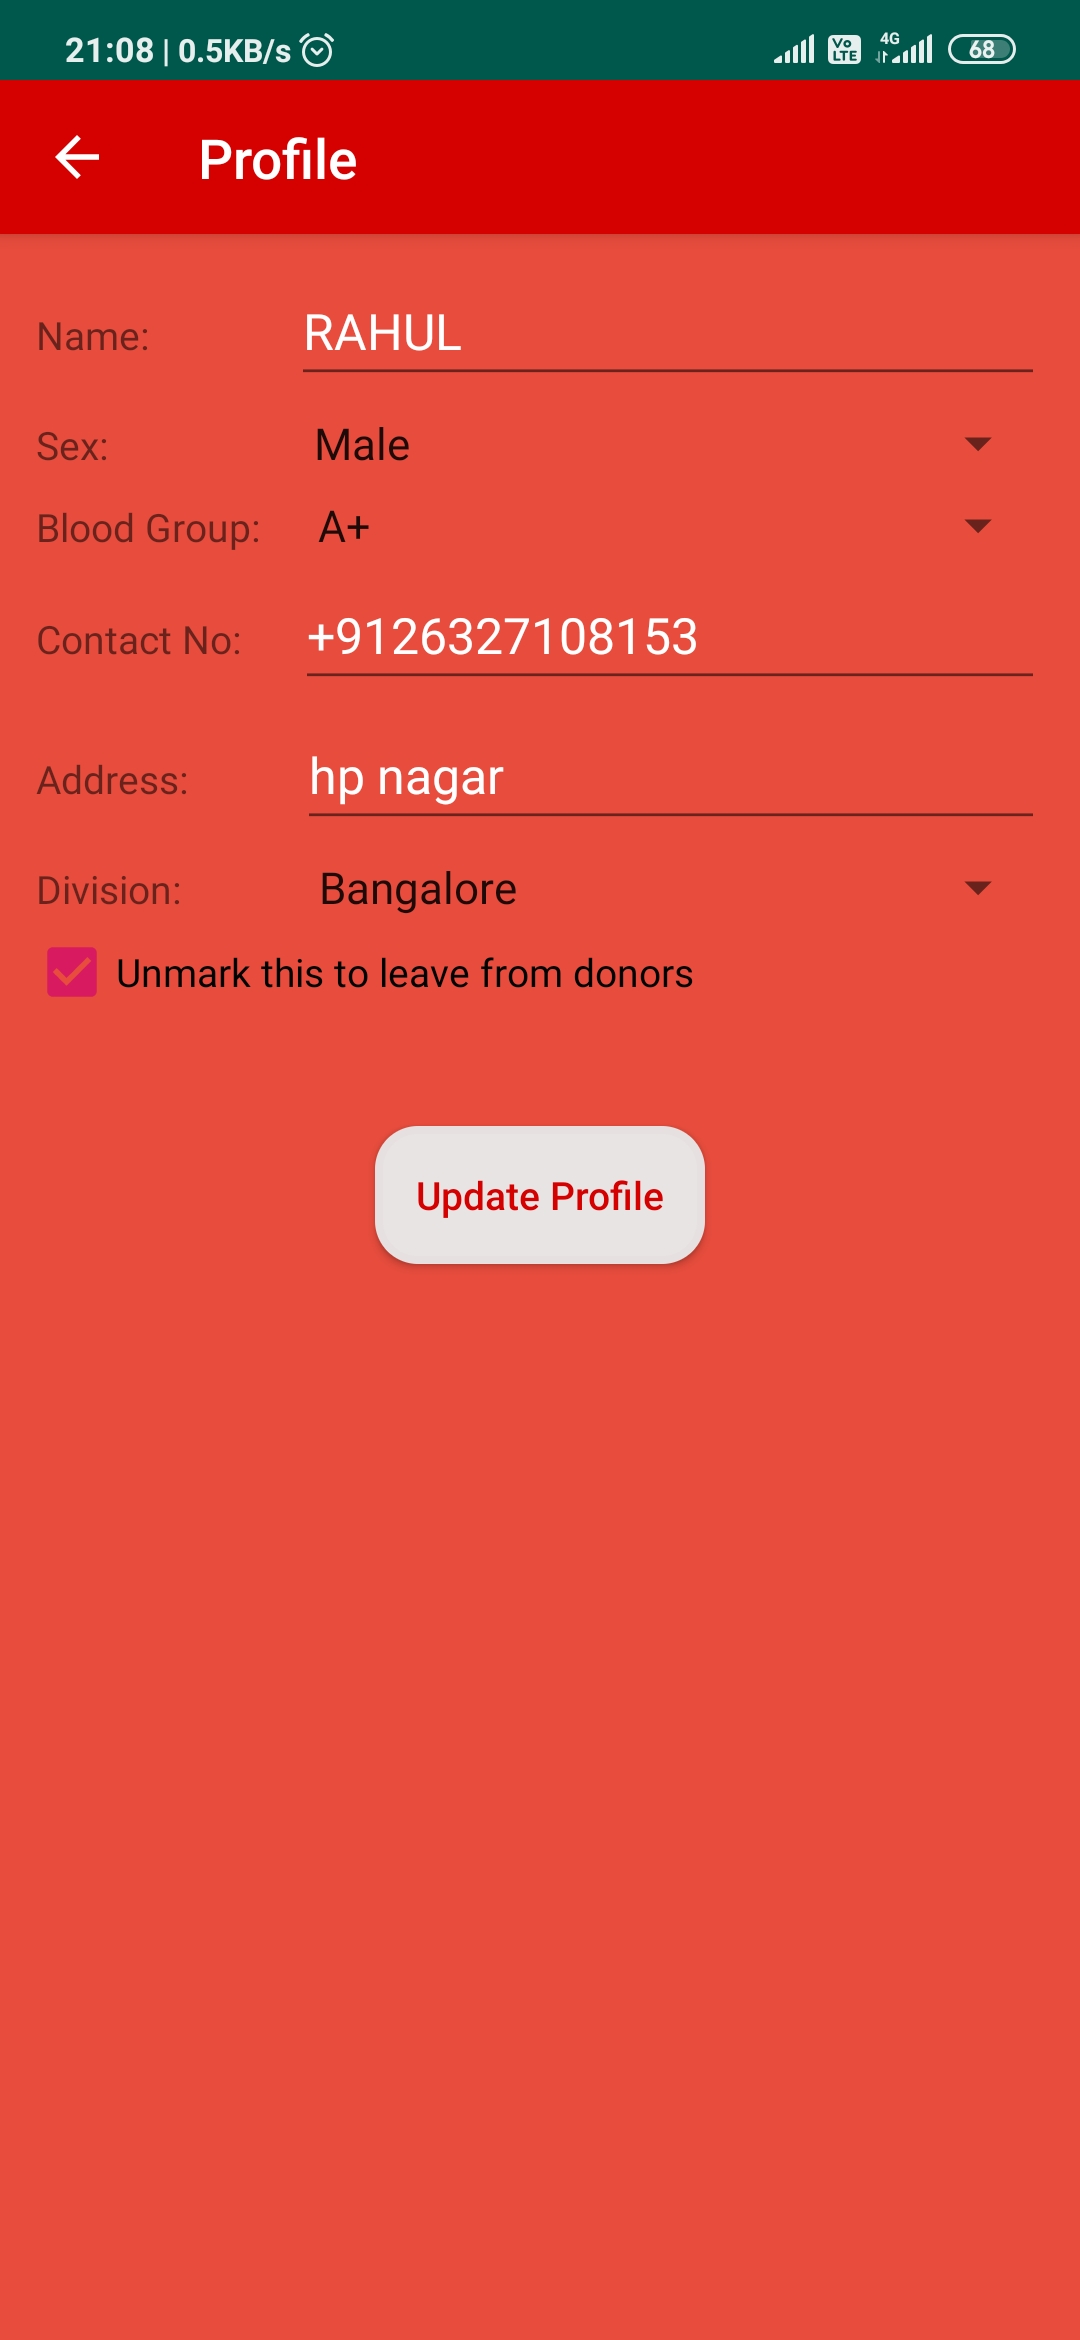 21:08 | 0.5KB/s
Vo LTE 4G 68
Profile
Name: RAHUL
Sex: Male
Blood Group: A+
Contact No: +9126327108153
Address: hp nagar
Division: Bangalore
Unmark this to leave from donors
Update Profile